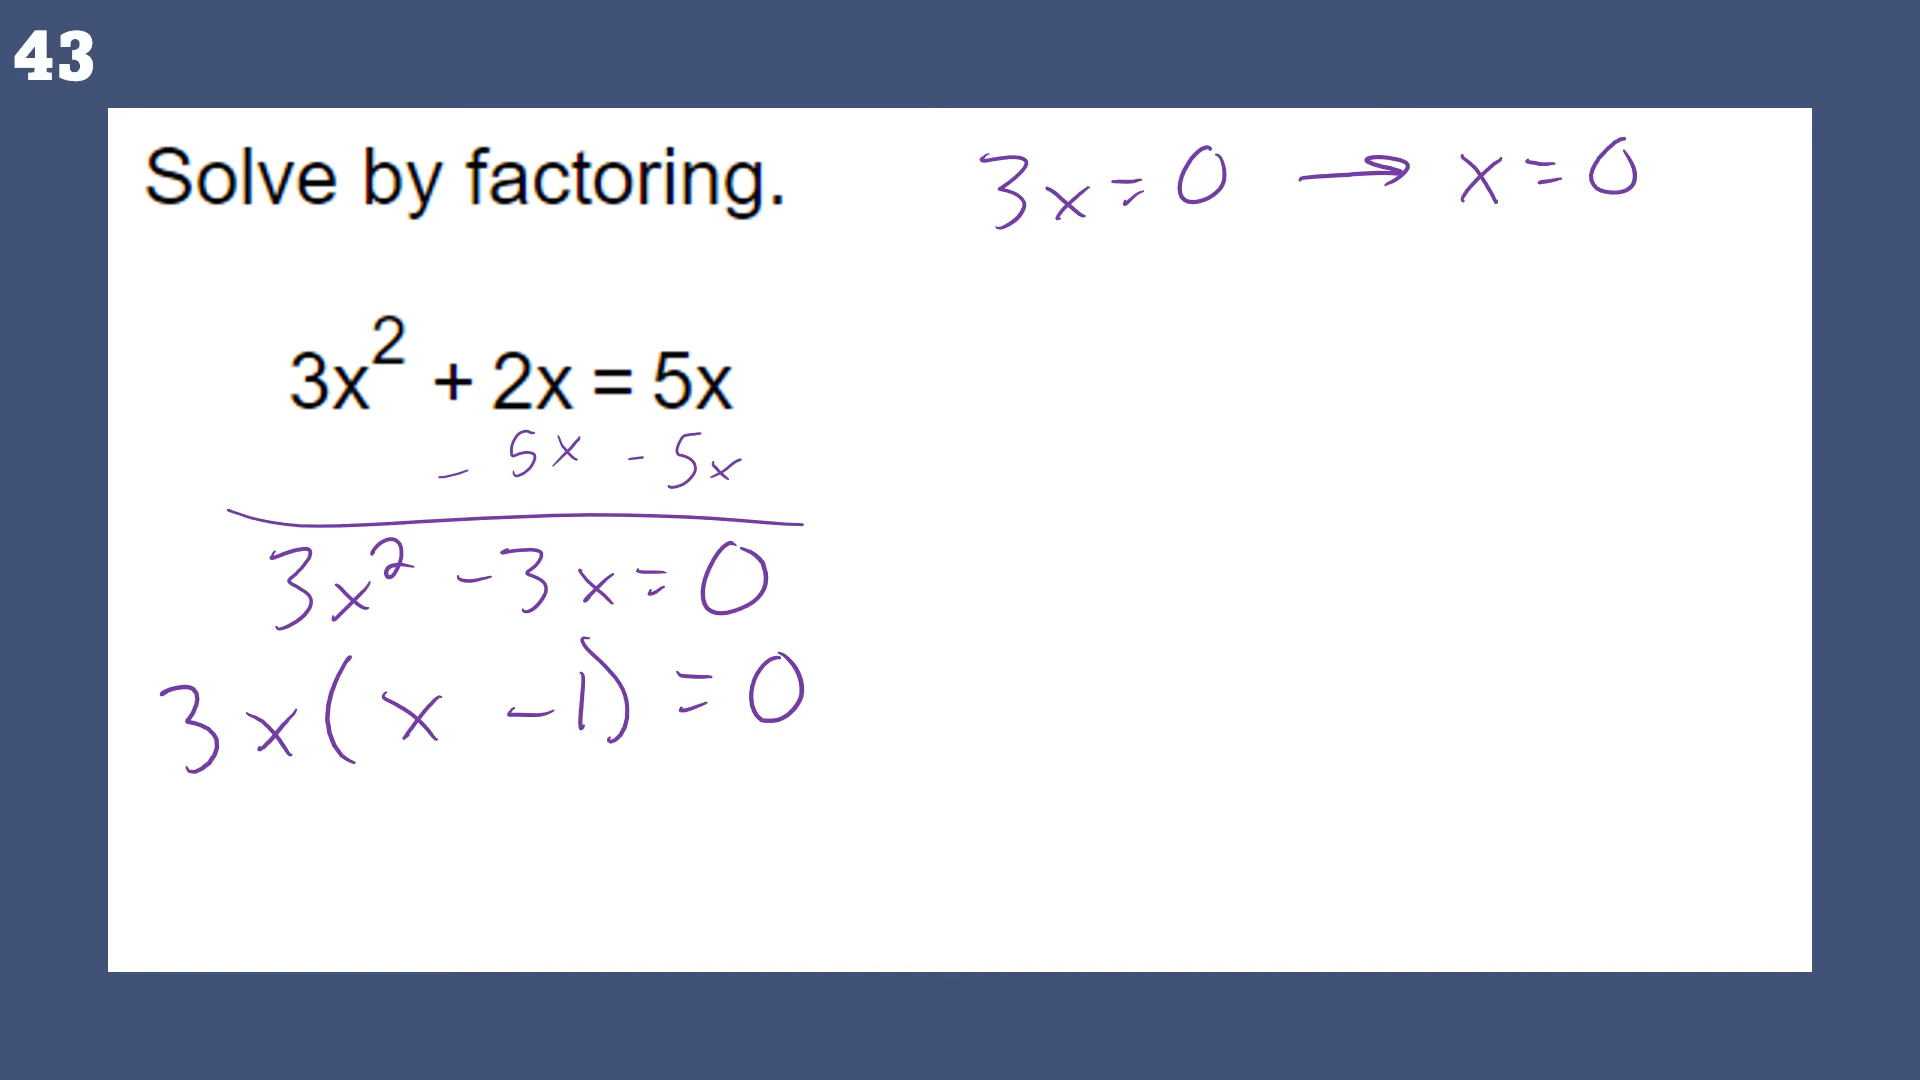 43
Solve by factoring.
3x² + 2x = 5x
- 5x - 5x
3x² - 3x = 0
3x(x - 1) = 0
3x = 0 → x = 0